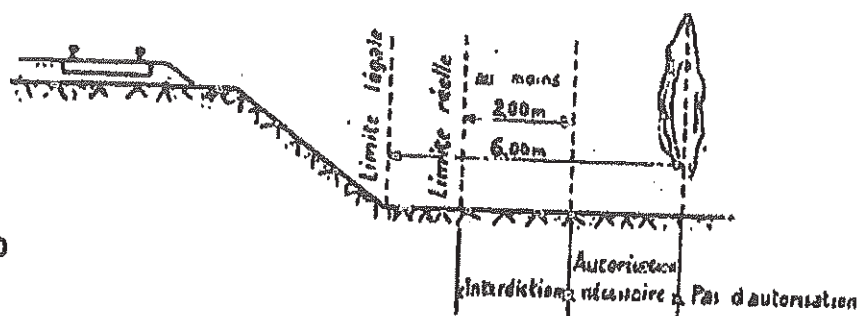 Limite légale
Limite réelle
au moins
2.00m
6.00m
Interdiction
Autorisation
nécessaire
Pas d'autorisation